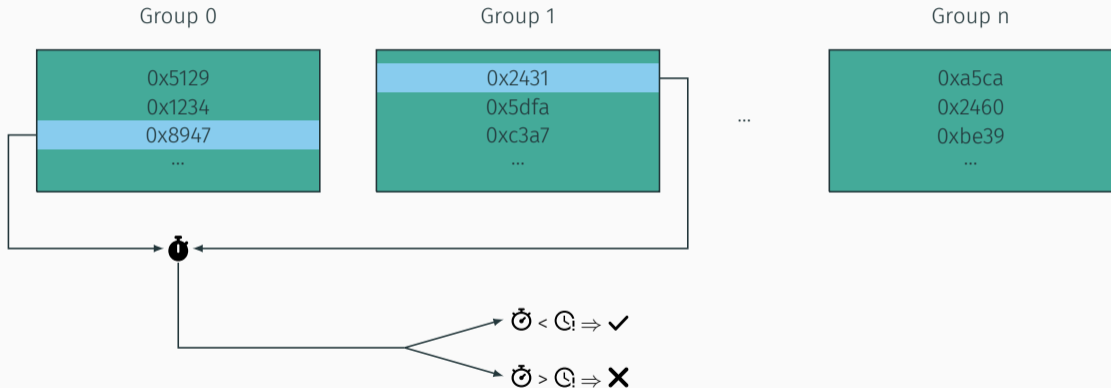 Group 0
Group 1
Group n
0x5129
0x1234
0x8947
...
0x2431
0x5dfa
0xc3a7
...
...
0xa5ca
0x2460
0xbe39
...
< ⇒ ✓
> ⇒ ✕